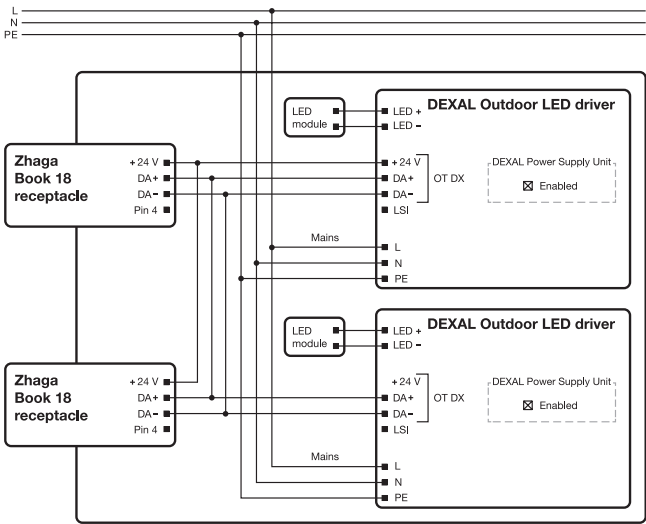 L
N
PE
LED
module
LED +
LED −
DEXAL Outdoor LED driver
Zhaga
Book 18
receptacle
+ 24 V
DA+
DA−
Pin 4
+ 24 V
DA+
DA−
LSI
OT DX
DEXAL Power Supply Unit
Enabled
Mains
L
N
PE
LED
module
LED +
LED −
DEXAL Outdoor LED driver
Zhaga
Book 18
receptacle
+ 24 V
DA+
DA−
Pin 4
+ 24 V
DA+
DA−
LSI
OT DX
DEXAL Power Supply Unit
Enabled
Mains
L
N
PE